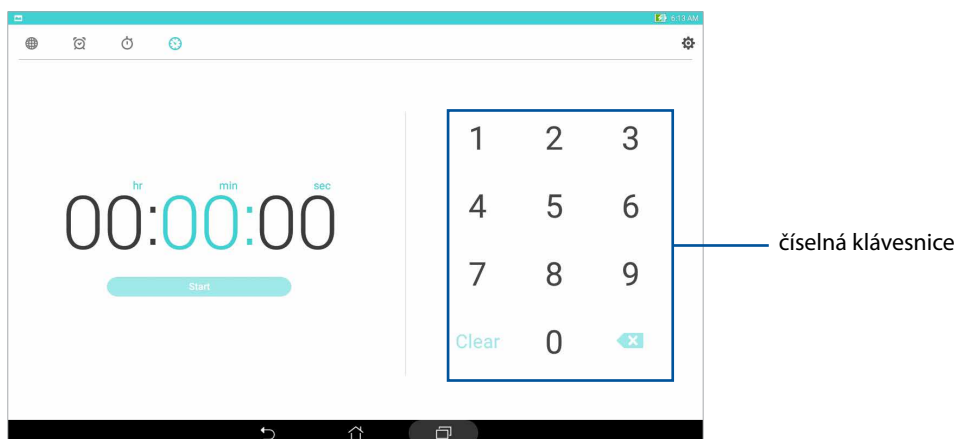 6:13 AM
hr min sec
00:00:00
Start
1 2 3
4 5 6
7 8 9
Clear 0
číselná klávesnice